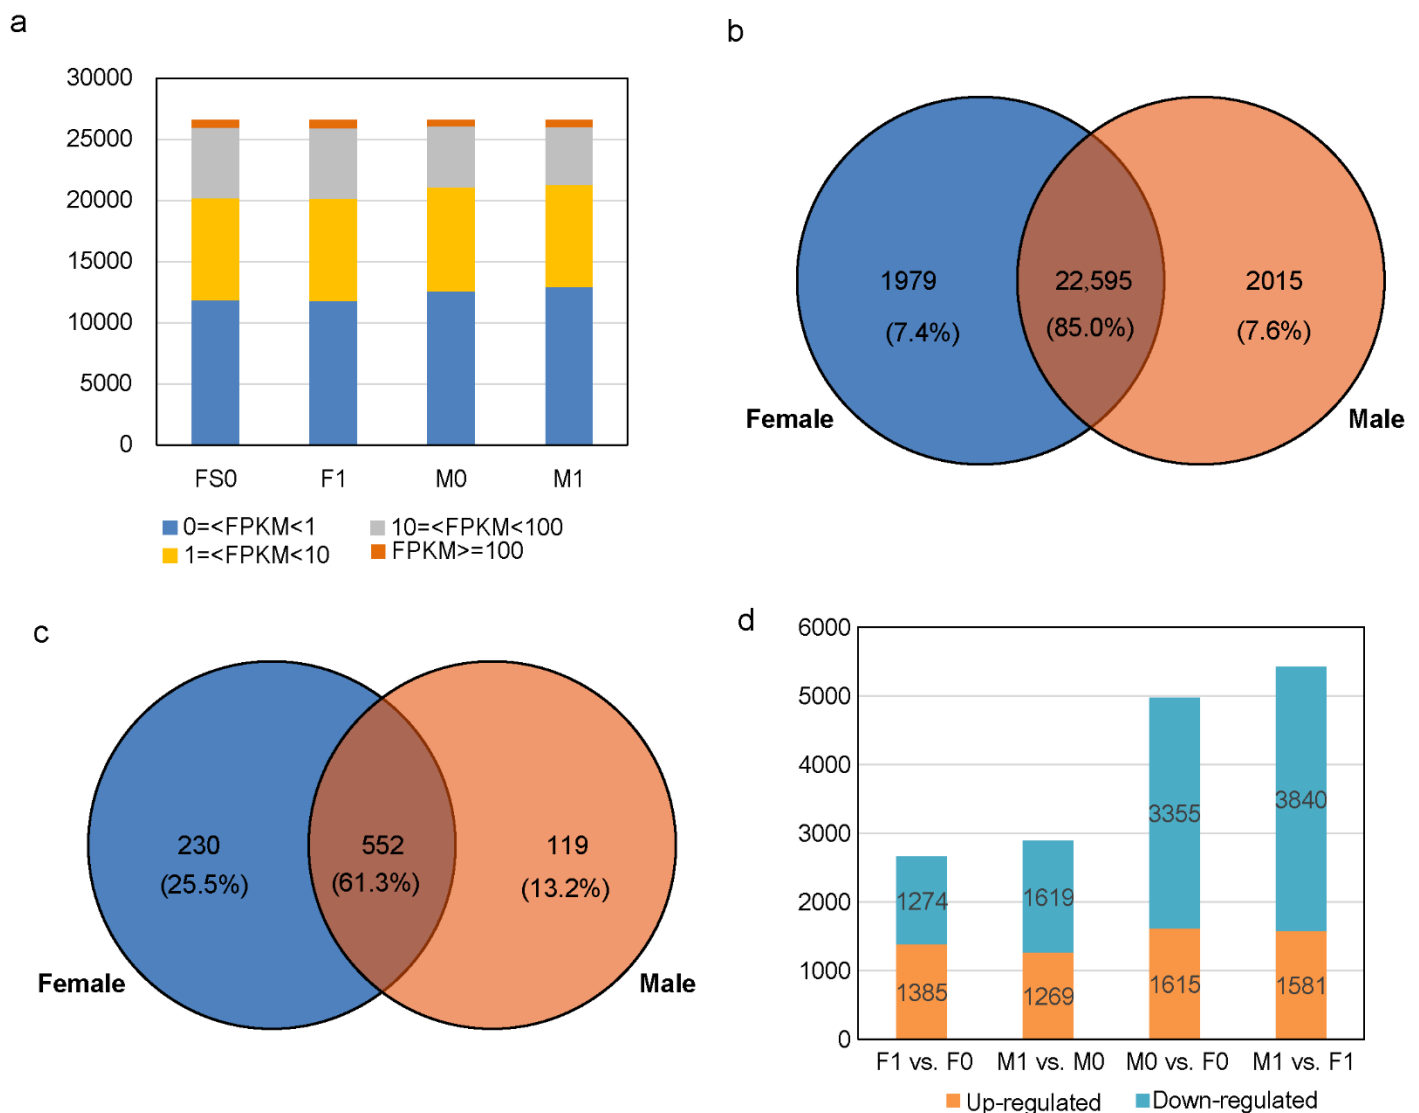 a
30000
25000
20000
15000
10000
5000
0
FS0 F1 M0 M1
0=<FPKM<1 10=<FPKM<100
1=<FPKM<10 FPKM>=100
b
1979 22,595 2015
(7.4%) (85.0%) (7.6%)
Female Male
c
230 552 119
(25.5%) (61.3%) (13.2%)
Female Male
d
6000
5000
4000
3000
2000
1000
0
1274 1619 3355 3840
1385 1269 1615 1581
F1 vs. F0 M1 vs. M0 M0 vs. F0 M1 vs. F1
Up-regulated Down-regulated